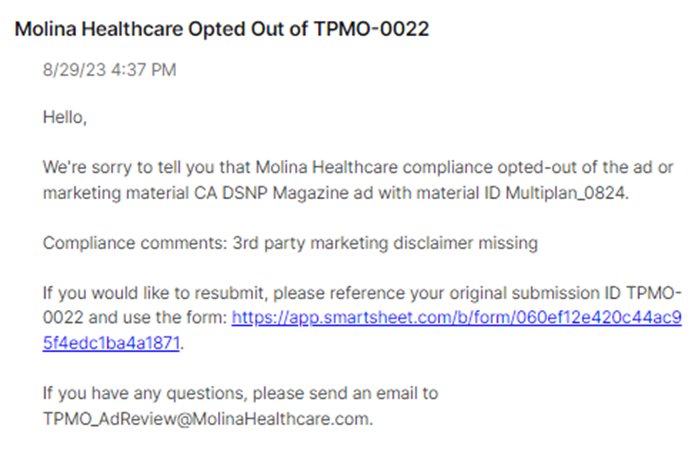 Molina Healthcare Opted Out of TPMO-0022
8/29/23 4:37 PM
Hello,
We're sorry to tell you that Molina Healthcare compliance opted-out of the ad or
marketing material CA DSNP Magazine ad with material ID Multiplan_0824.
Compliance comments: 3rd party marketing disclaimer missing
If you would like to resubmit, please reference your original submission ID TPMO-
0022 and use the form: https://app.smartsheet.com/b/form/060ef12e420c44ac9
5f4edc1ba4a1871.
If you have any questions, please send an email to
TPMO_AdReview@MolinaHealthcare.com.